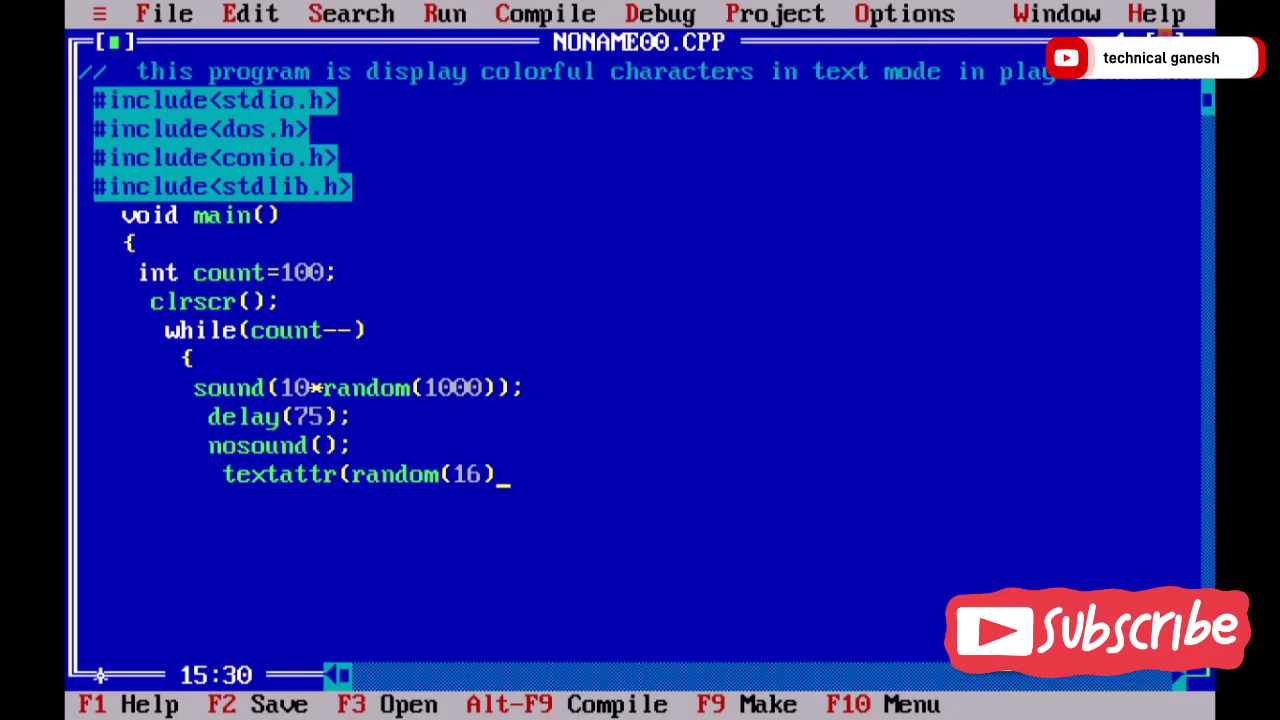 ≡ File Edit Search Run Compile Debug Project Options Window Help
NONAME00.CPP
technical ganesh
// this program is display colorful characters in text mode in
#include<stdio.h>
#include<dos.h>
#include<conio.h>
#include<stdlib.h>
void main()
{
int count=100;
clrscr();
while(count--)
{
sound(10*random(1000));
delay(75);
nosound();
textattr(random(16)_
Subscribe
15:30
F1 Help F2 Save F3 Open Alt-F9 Compile F9 Make F10 Menu